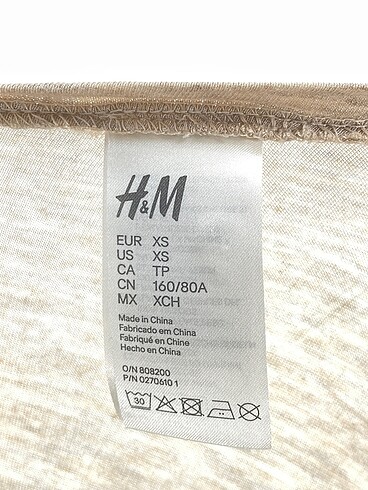 H&M
EUR XS
US XS
CA TP
CN 160/80A
MX XCH
Made in China
Fabricado em China
Fabriqué en Chine
Hecho en China
O/N 808200
P/N 0270610 1
30